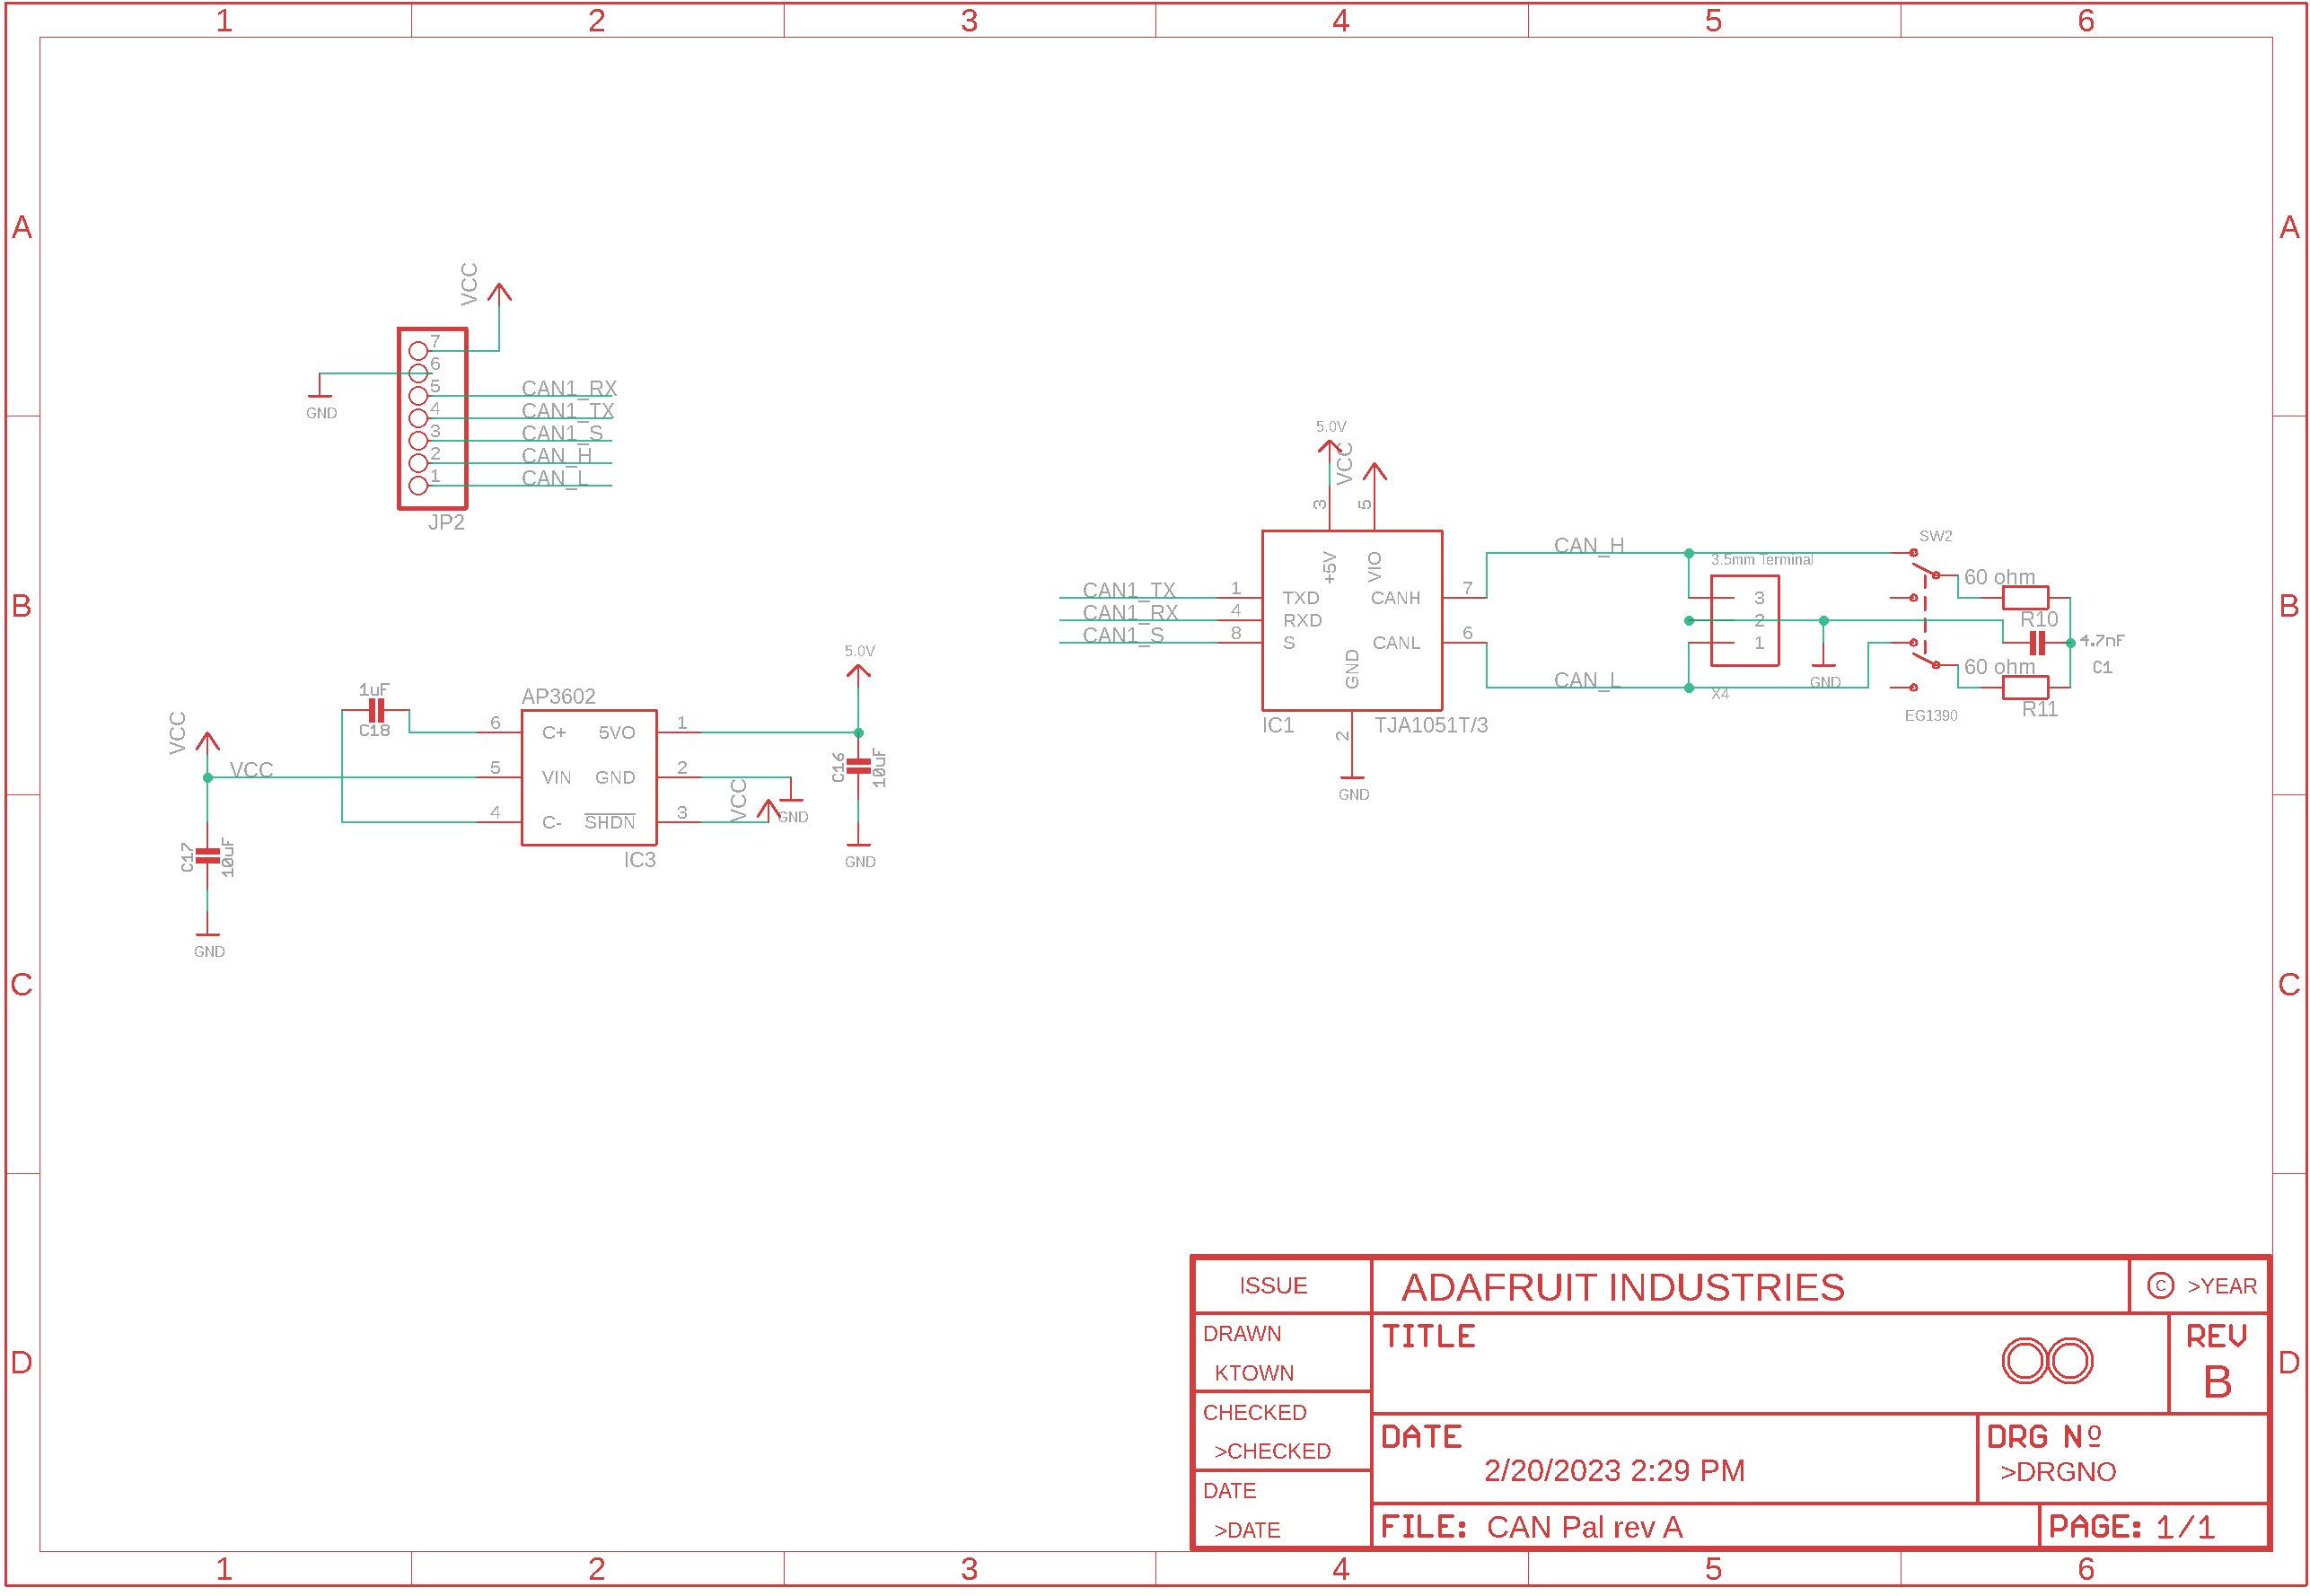 1 2 3 4 5 6
A A
VCC
7
6
5 CAN1_RX
4 CAN1_TX
3 CAN1_S
2 CAN_H
1 CAN_L
GND
JP2
B B
5.0V
VCC
3 5
+5V VIO
CAN1_TX 1 TXD CANH 7
CAN1_RX 4 RXD
CAN1_S 8 S CANL 6
GND
IC1 TJA1051T/3
2
GND
CAN_H
3.5mm Terminal
3
2
1
CAN_L
X4
GND
SW2
60 ohm
R10
4.7nF
C1
60 ohm
R11
EG1390
1uF
C18
AP3602
5.0V
VCC
VCC
6 C+ 5VO 1
5 VIN GND 2
4 C- SHDN 3
IC3
VCC
GND
C16
10uF
GND
C17
10uF
GND
C C
D D
ISSUE
ADAFRUIT INDUSTRIES
© >YEAR
DRAWN
KTOWN
TITLE
REV
B
CHECKED
>CHECKED
DATE
2/20/2023 2:29 PM
DRG Nº
>DRGNO
DATE
>DATE
FILE: CAN Pal rev A
PAGE: 1/1
1 2 3 4 5 6